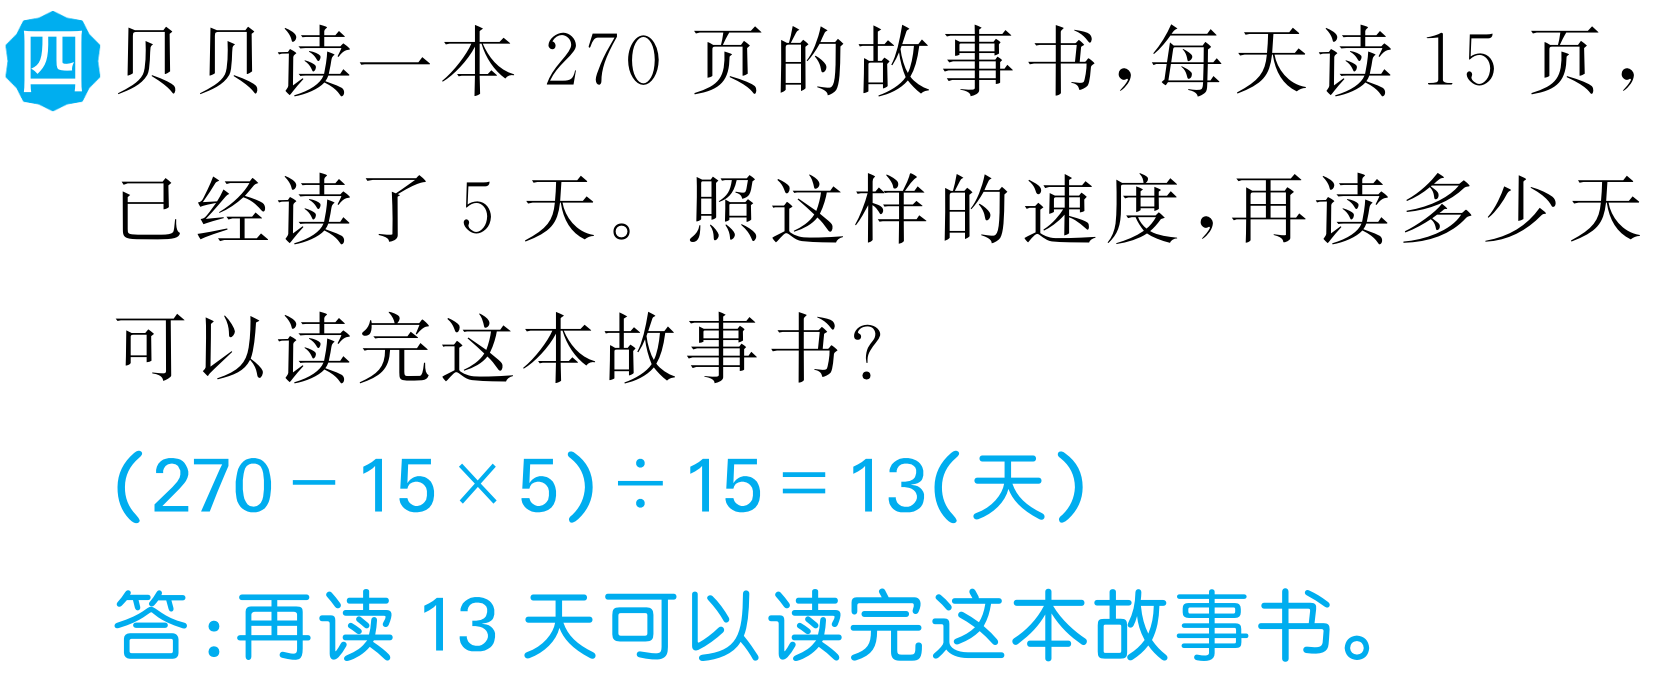 四 贝贝读一本 270 页的故事书,每天读 15 页,
已经读了 5 天。照这样的速度,再读多少天
可以读完这本故事书?
(270 - 15 × 5) ÷ 15 = 13(天)
答:再读 13 天可以读完这本故事书。